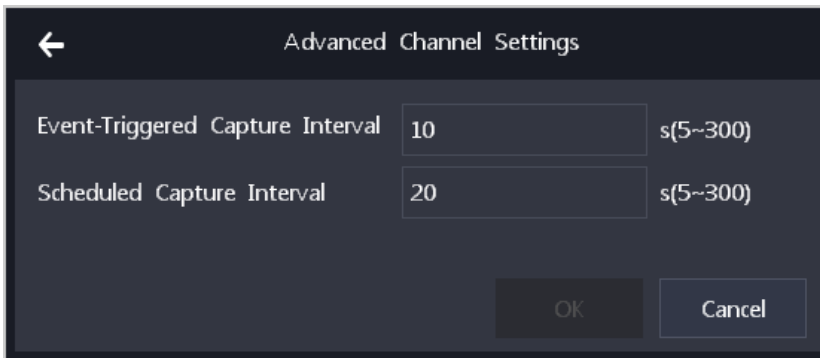 Advanced Channel Settings
Event-Triggered Capture Interval 10 s(5~300)
Scheduled Capture Interval 20 s(5~300)
OK Cancel